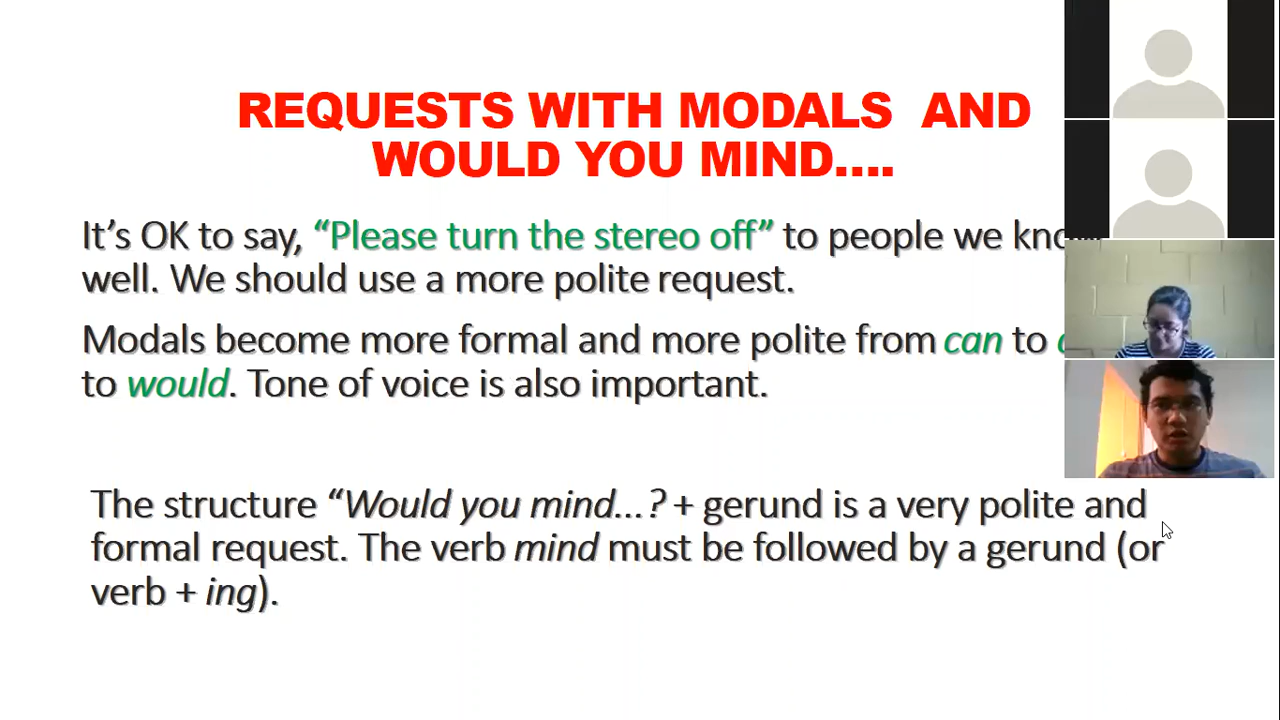 REQUESTS WITH MODALS AND
WOULD YOU MIND....
It's OK to say, “Please turn the stereo off” to people we
well. We should use a more polite request.
Modals become more formal and more polite from can to
to would. Tone of voice is also important.
The structure “Would you mind...? + gerund is a very polite and
formal request. The verb mind must be followed by a gerund (or
verb + ing).